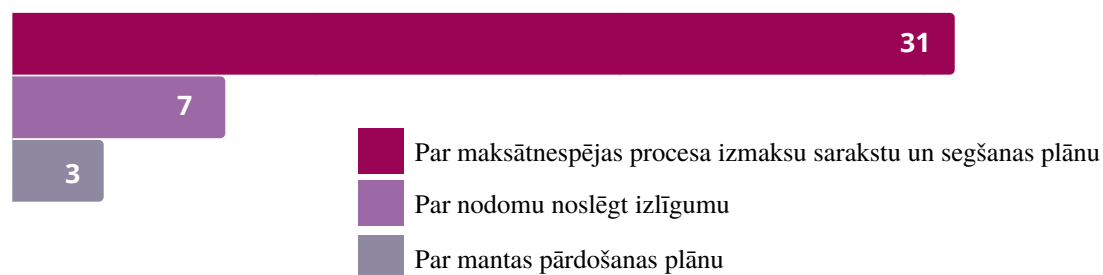 31
7
3
Par maksātnespējas procesa izmaksu sarakstu un segšanas plānu
Par nodomu noslēgt izlīgumu
Par mantas pārdošanas plānu